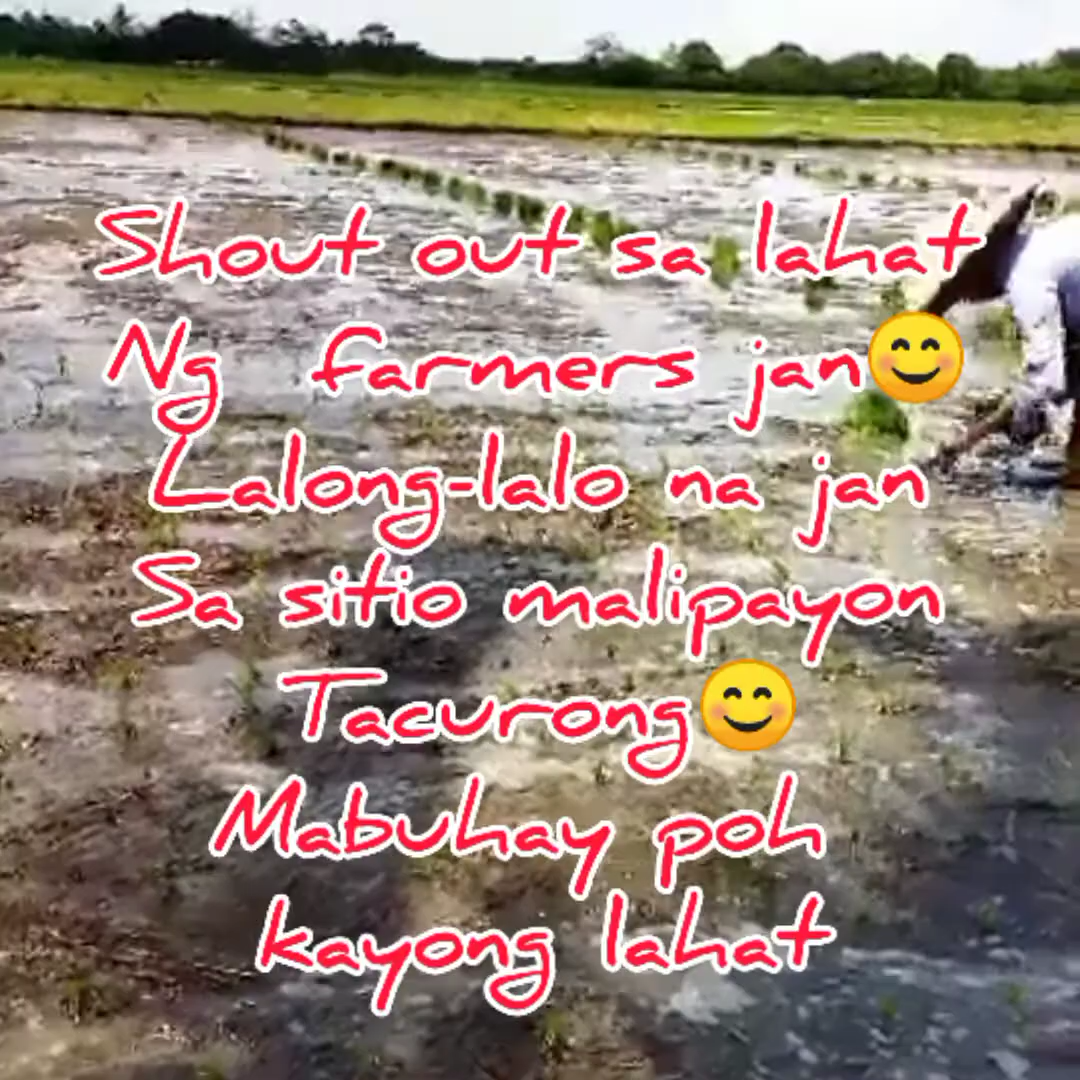 Shout out sa lahat
Ng farmers jan😊
Lalong-lalo na jan
Sa sitio malipayon
Tacurong😊
Mabuhay poh
kayong lahat